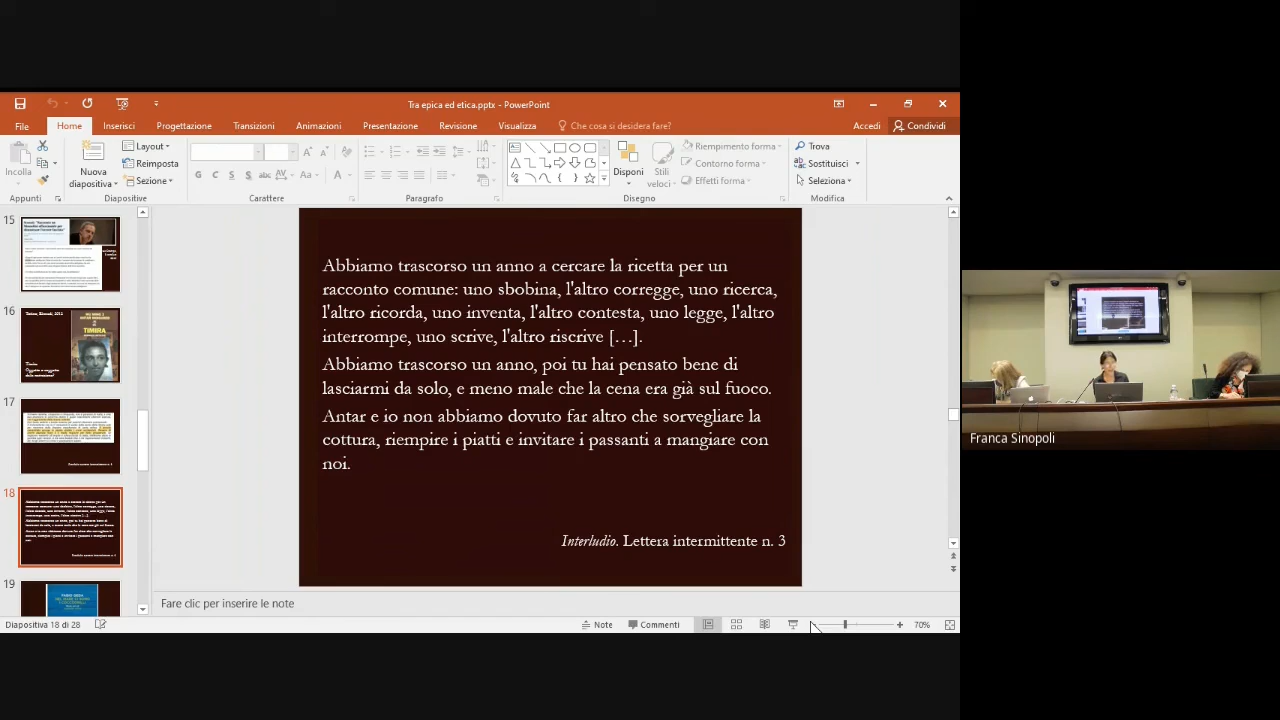 Tra epica ed etica.pptx - PowerPoint
File Home Inserisci Progettazione Transizioni Animazioni Presentazione Revisione Visualizza Che cosa si desidera fare? Accedi Condividi
Incolla
Nuova diapositiva
Layout
Reimposta
Sezione
G C S S abc AV Aa A
Riempimento forma
Contorno forma
Effetti forma
Disponi
Stili veloci
Trova
Sostituisci
Seleziona
Appunti Diapositive Carattere Paragrafo Disegno Modifica
15
16
Timira, Einaudi, 2012
TIMIRA
17
18
19
Abbiamo trascorso un anno a cercare la ricetta per un
racconto comune: uno sbobina, l'altro corregge, uno ricerca,
l'altro ricorda, uno inventa, l'altro contesta, uno legge, l'altro
interrompe, uno scrive, l'altro riscrive […].
Abbiamo trascorso un anno, poi tu hai pensato bene di
lasciarmi da solo, e meno male che la cena era già sul fuoco.
Antar e io non abbiamo dovuto far altro che sorvegliare la
cottura, riempire i piatti e invitare i passanti a mangiare con
noi.
Interludio. Lettera intermittente n. 3
Fare clic per inserire le note
Diapositiva 18 di 28 Note Commenti 70%
Franca Sinopoli